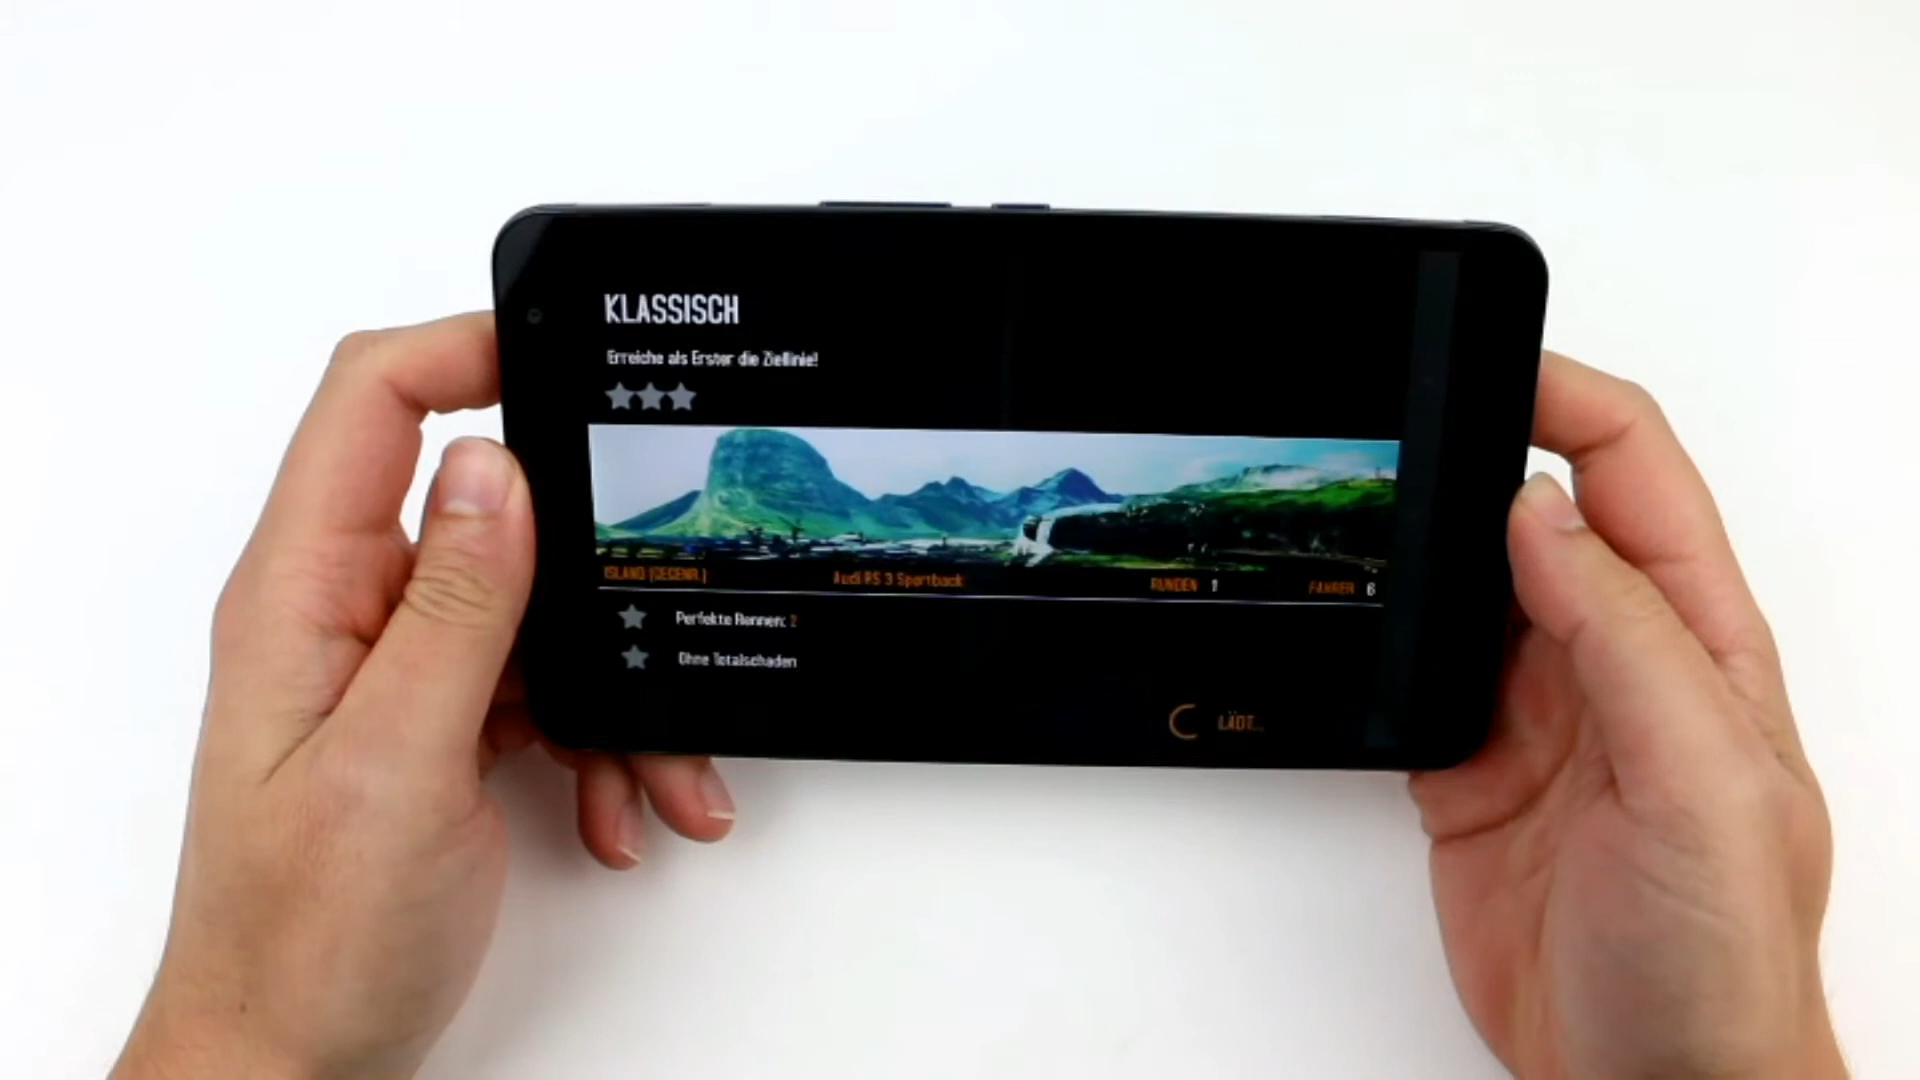 KLASSISCH
Erreiche als Erster die Ziellinie!
ISLAND (GEGENR.) Audi RS 3 Sportback RUNDEN 1 FAHRER 6
Perfekte Rennen: 2
Ohne Totalschaden
LÄDT...